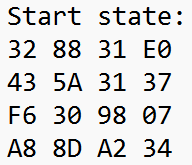 Start state:
32 88 31 E0
43 5A 31 37
F6 30 98 07
A8 8D A2 34